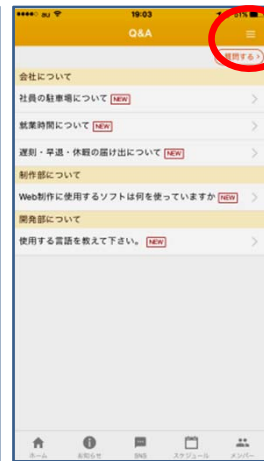 au 19:03 61%
Q&A
質問する >
会社について
社員の駐車場について NEW
就業時間について NEW
遅刻・早退・休暇の届け出について NEW
制作部について
Web制作に使用するソフトは何を使っていますか NEW
開発部について
使用する言語を教えて下さい。 NEW
ホーム お知らせ SNS スケジュール メンバー